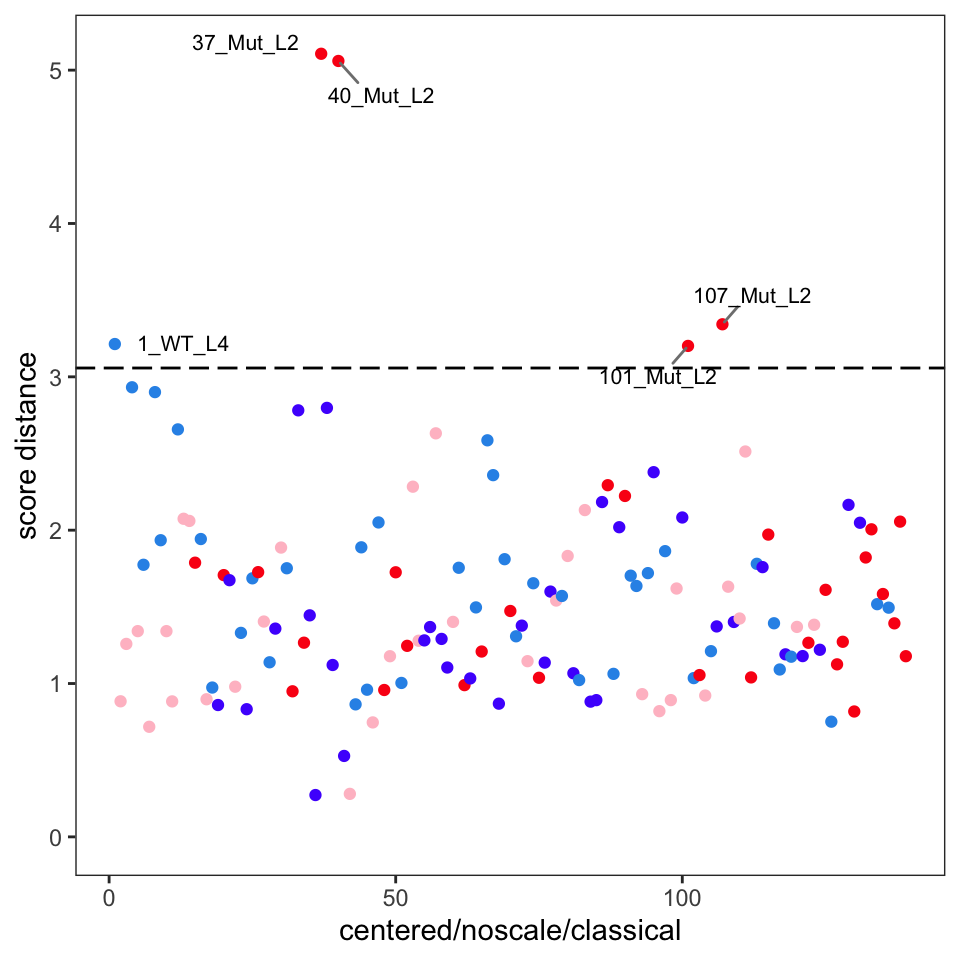 37_Mut_L2
5
40_Mut_L2
4
107_Mut_L2
1_WT_L4
3
101_Mut_L2
score distance
2
1
0
0 50 100
centered/noscale/classical